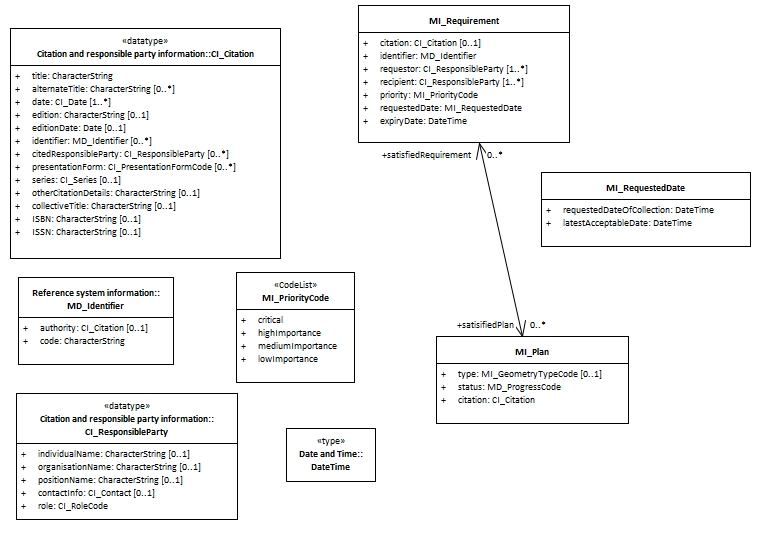 «datatype»
Citation and responsible party information::CI_Citation
+ title: CharacterString
+ alternateTitle: CharacterString [0..*]
+ date: CI_Date [1..*]
+ edition: CharacterString [0..1]
+ editionDate: Date [0..1]
+ identifier: MD_Identifier [0..*]
+ citedResponsibleParty: CI_ResponsibleParty [0..*]
+ presentationForm: CI_PresentationFormCode [0..*]
+ series: CI_Series [0..1]
+ otherCitationDetails: CharacterString [0..1]
+ collectiveTitle: CharacterString [0..1]
+ ISBN: CharacterString [0..1]
+ ISSN: CharacterString [0..1]
MI_Requirement
+ citation: CI_Citation [0..1]
+ identifier: MD_Identifier
+ requestor: CI_ResponsibleParty [1..*]
+ recipient: CI_ResponsibleParty [1..*]
+ priority: MI_PriorityCode
+ requestedDate: MI_RequestedDate
+ expiryDate: DateTime
+satisfiedRequirement 0..*
MI_RequestedDate
+ requestedDateOfCollection: DateTime
+ latestAcceptableDate: DateTime
Reference system information::
MD_Identifier
+ authority: CI_Citation [0..1]
+ code: CharacterString
«CodeList»
MI_PriorityCode
+ critical
+ highImportance
+ mediumImportance
+ lowImportance
+satisifiedPlan 0..*
MI_Plan
+ type: MI_GeometryTypeCode [0..1]
+ status: MD_ProgressCode
+ citation: CI_Citation
«datatype»
Citation and responsible party information::
CI_ResponsibleParty
+ individualName: CharacterString [0..1]
+ organisationName: CharacterString [0..1]
+ positionName: CharacterString [0..1]
+ contactInfo: CI_Contact [0..1]
+ role: CI_RoleCode
«type»
Date and Time::
DateTime